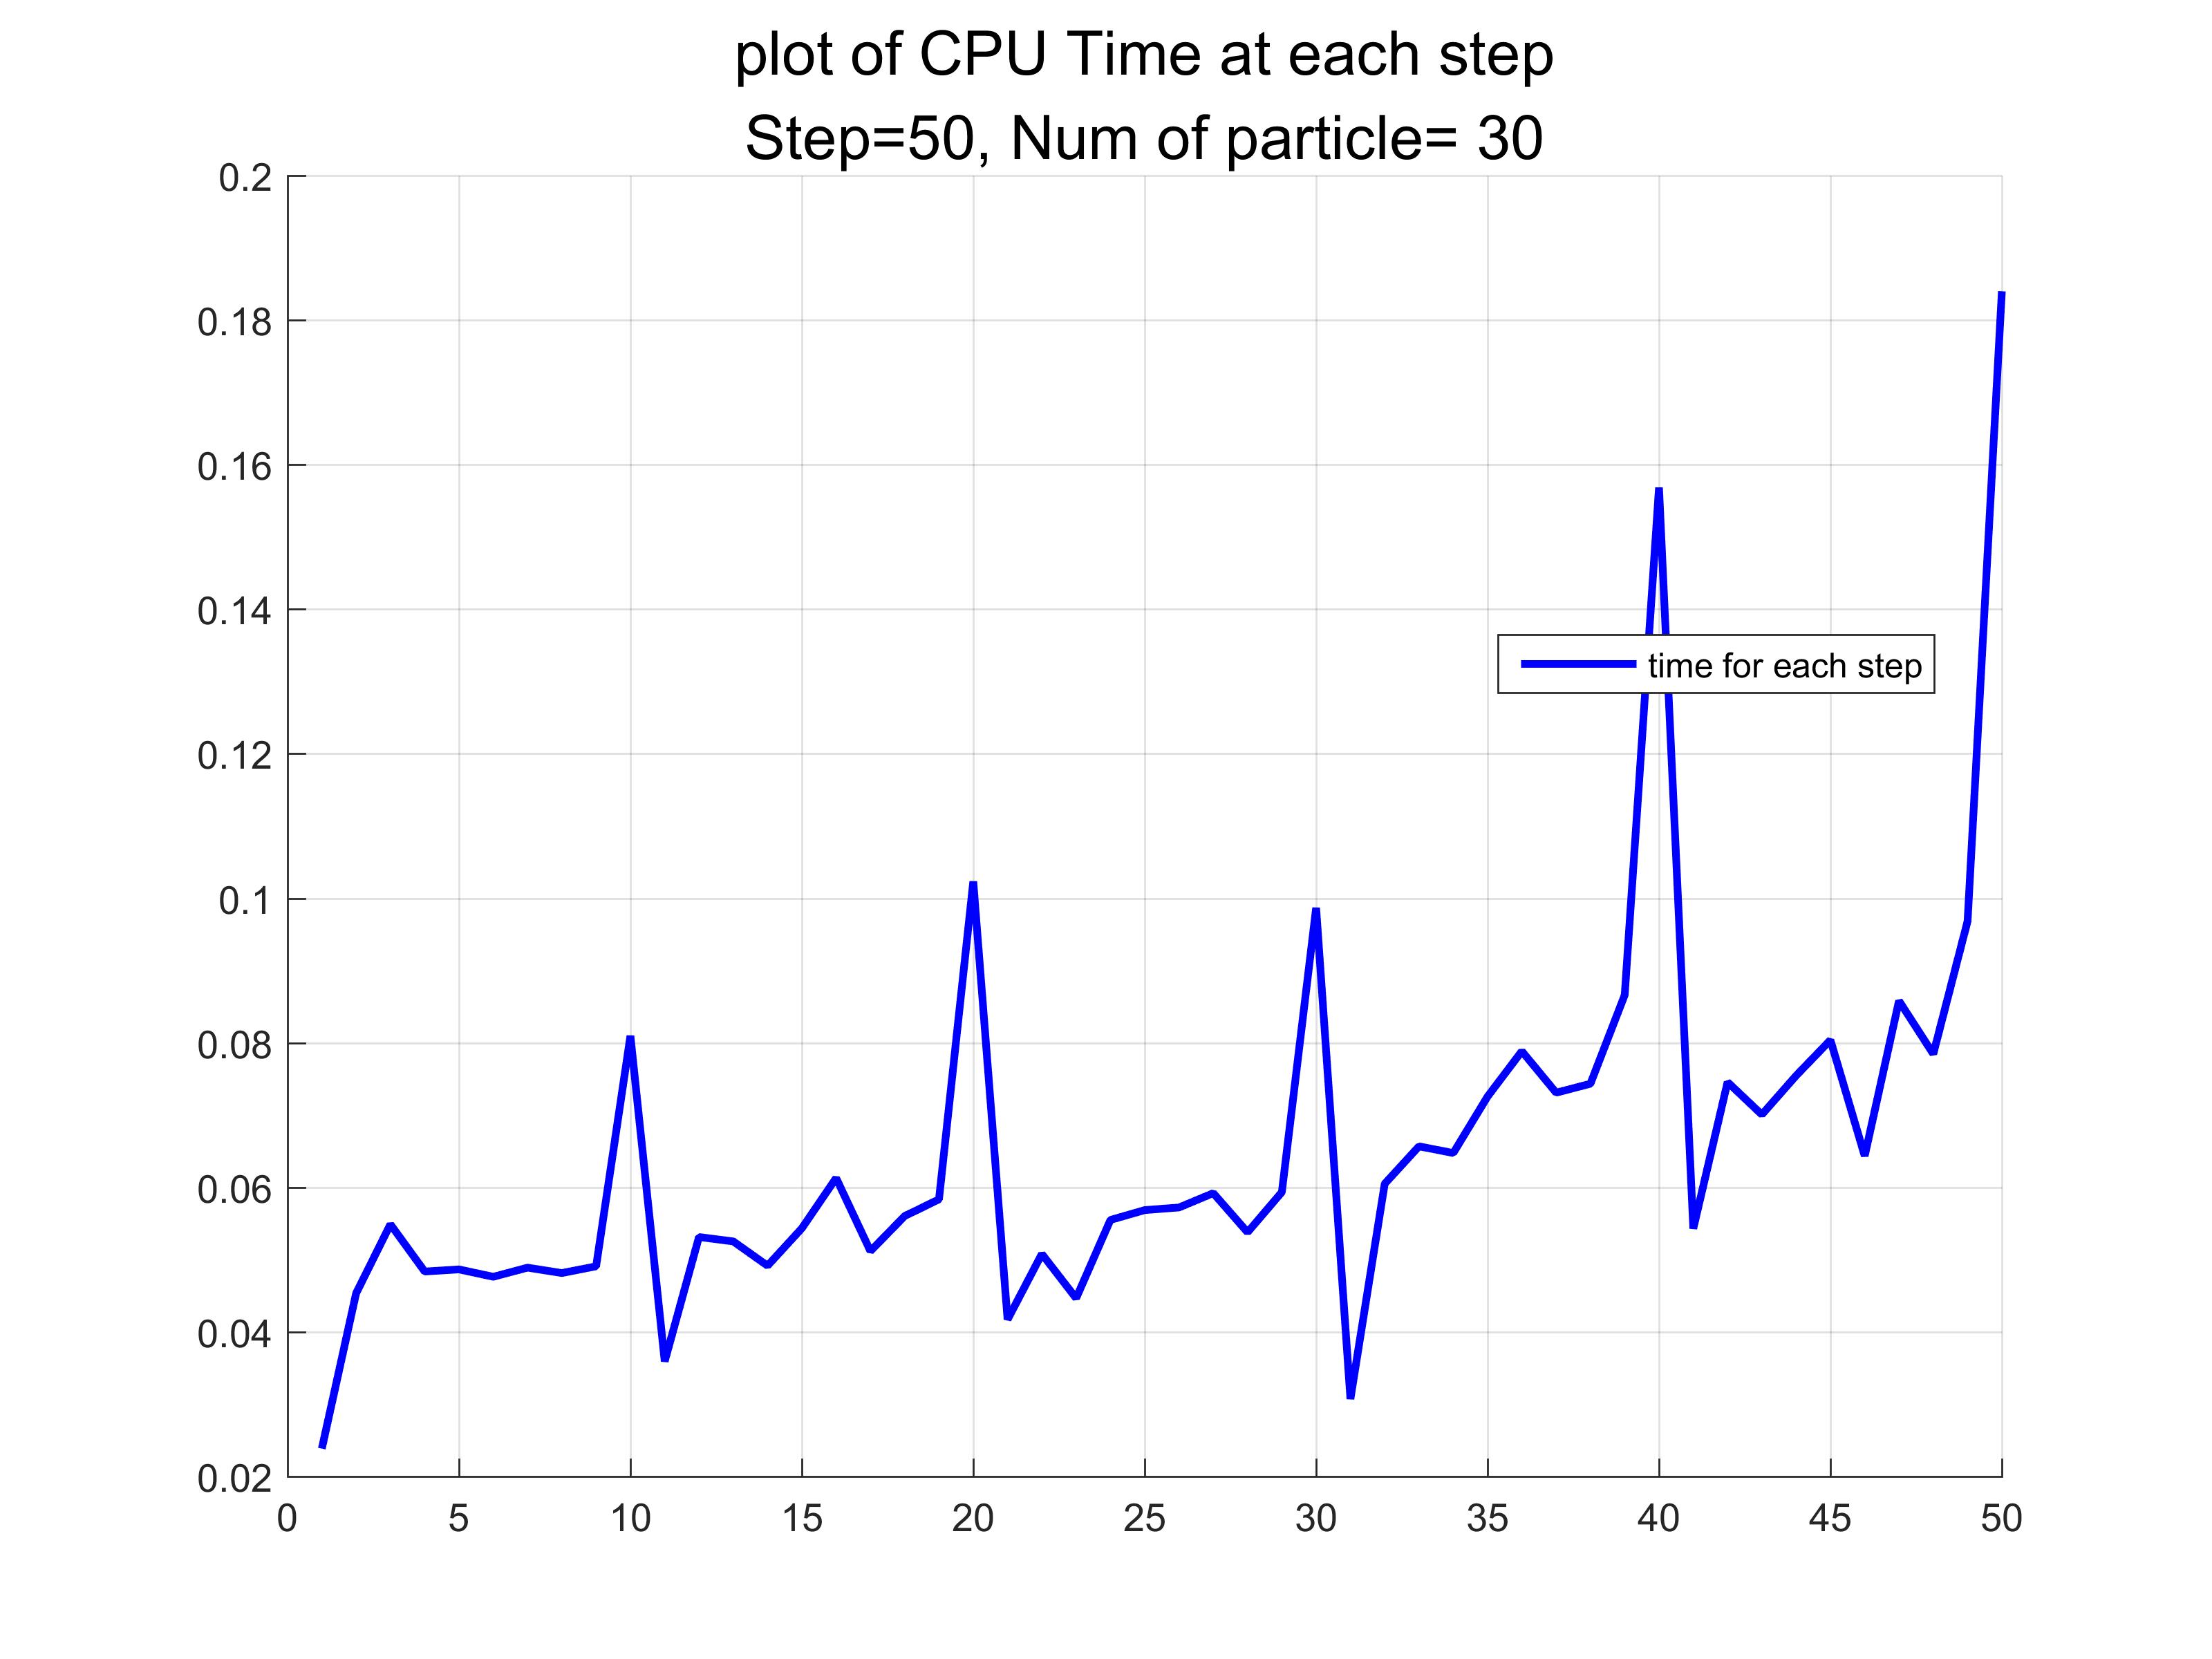 plot of CPU Time at each step
Step=50, Num of particle= 30
0.2
0.18
0.16
0.14
time for each step
0.12
0.1
0.08
0.06
0.04
0.02
0 5 10 15 20 25 30 35 40 45 50